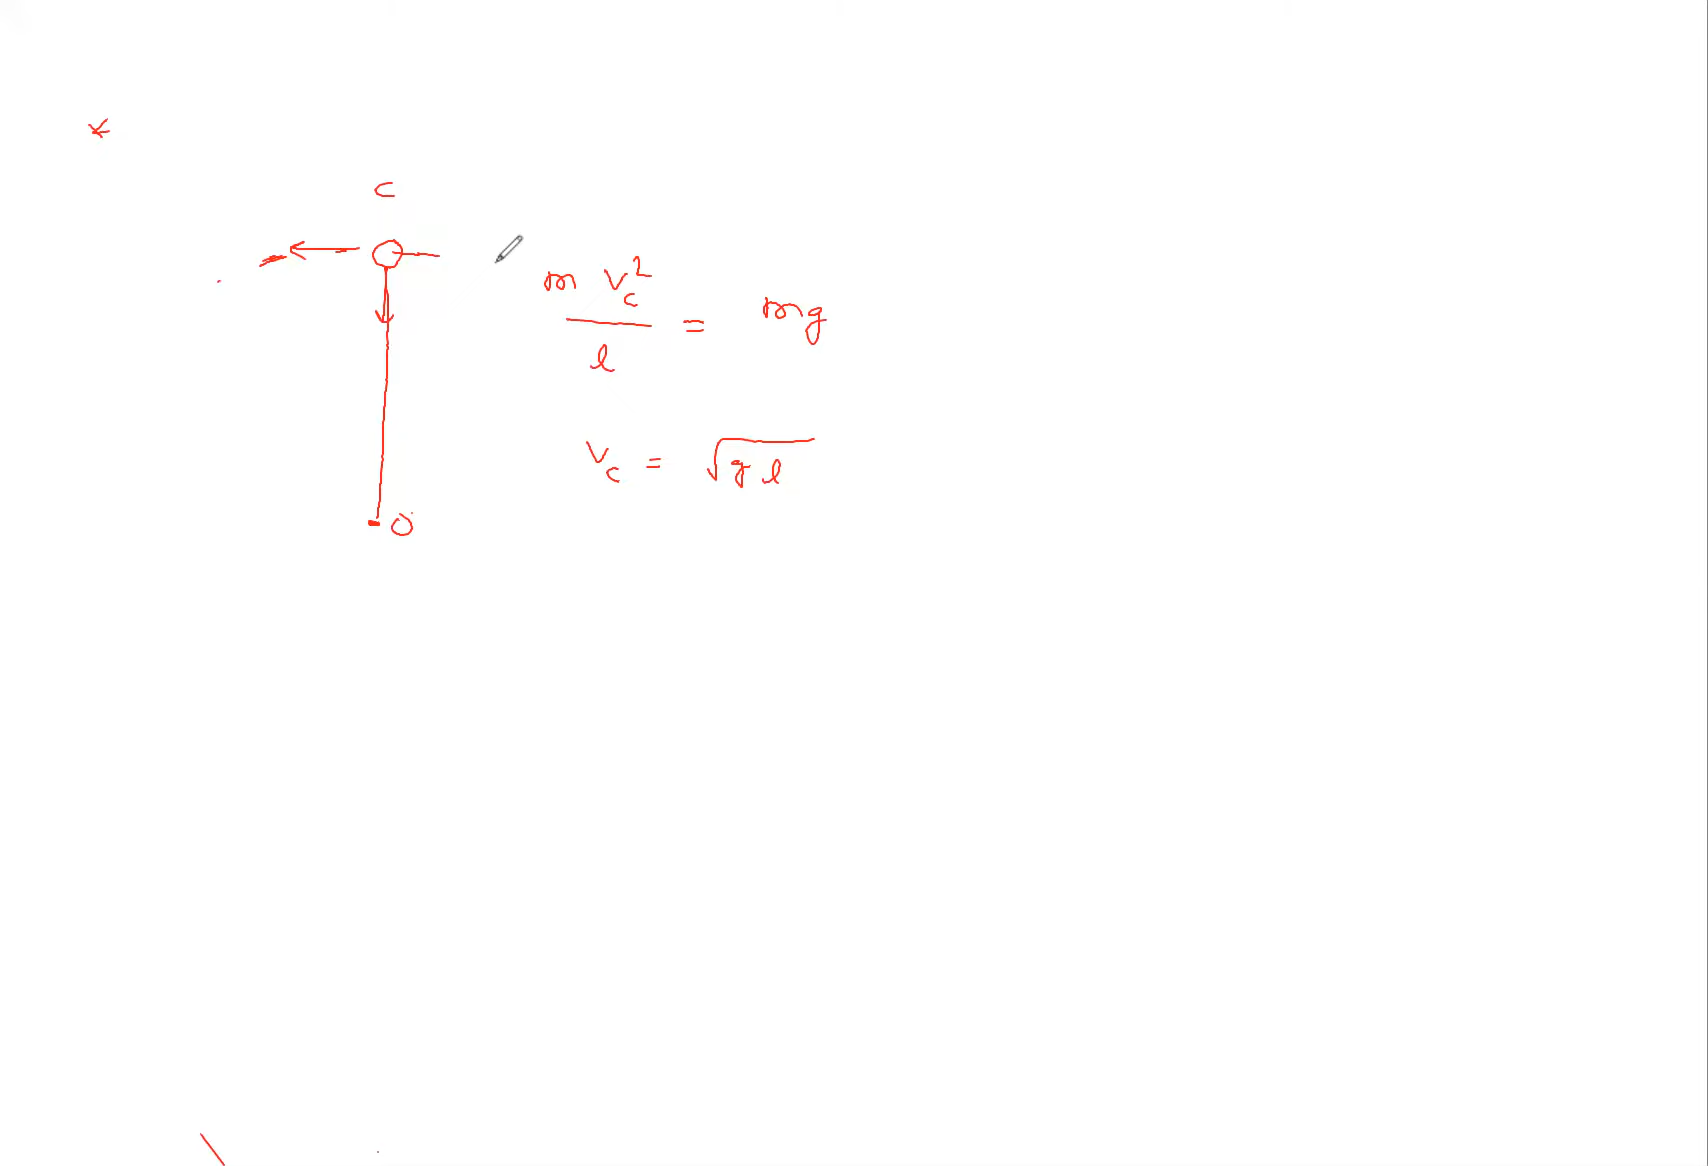 *
C
m v_c^2 / l = mg
v_c = √gl
O